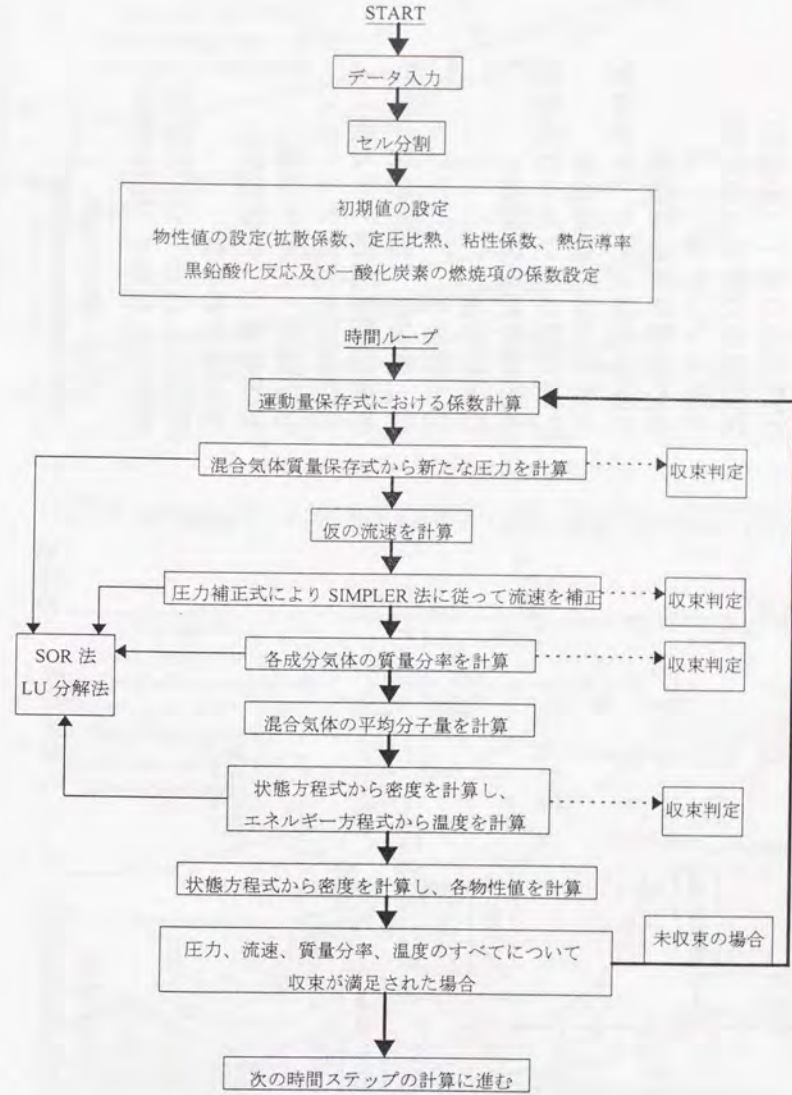 START
データ入力
セル分割
初期値の設定
物性値の設定(拡散係数、定圧比熱、粘性係数、熱伝導率
黒鉛酸化反応及び一酸化炭素の燃焼項の係数設定
時間ループ
運動量保存式における係数計算
混合気体質量保存式から新たな圧力を計算
収束判定
仮の流速を計算
圧力補正式により SIMPLER 法に従って流速を補正
収束判定
SOR 法
LU 分解法
各成分気体の質量分率を計算
収束判定
混合気体の平均分子量を計算
状態方程式から密度を計算し、
エネルギー方程式から温度を計算
収束判定
状態方程式から密度を計算し、各物性値を計算
圧力、流速、質量分率、温度のすべてについて
収束が満足された場合
未収束の場合
次の時間ステップの計算に進む